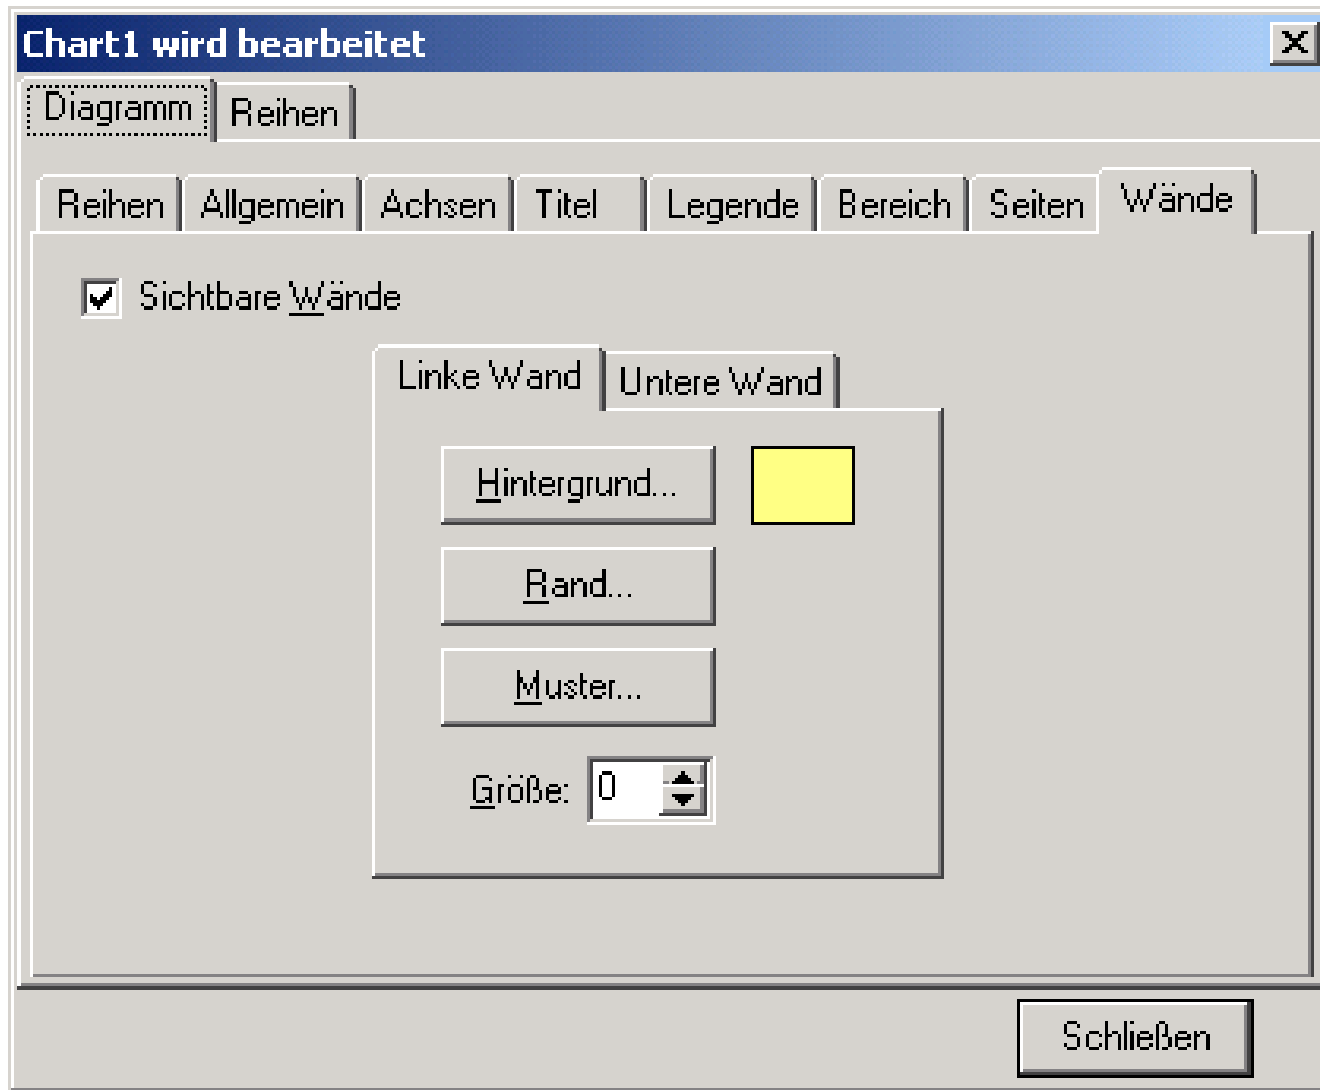 Chart1 wird bearbeitet
Diagramm Reihen
Reihen Allgemein Achsen Titel Legende Bereich Seiten Wände
Sichtbare Wände
Linke Wand Untere Wand
Hintergrund...
Rand...
Muster...
Größe: 0
Schließen